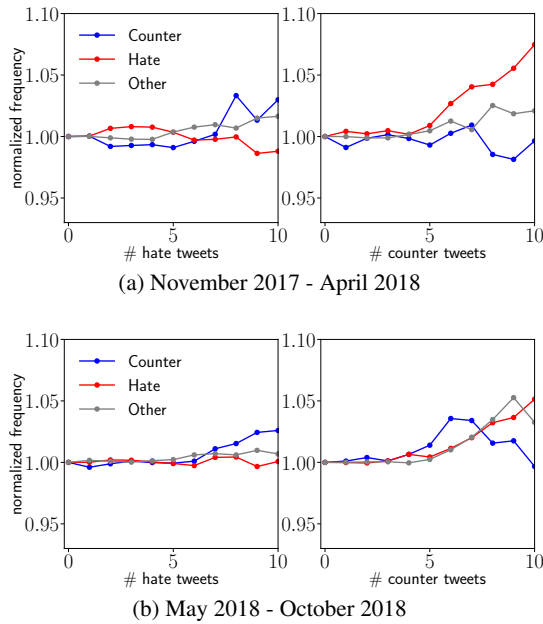 1.10
1.05
1.00
0.95
normalized frequency
Counter
Hate
Other
0 5 10
# hate tweets
1.10
1.05
1.00
0.95
0 5 10
# counter tweets
(a) November 2017 - April 2018
1.10
1.05
1.00
0.95
normalized frequency
Counter
Hate
Other
0 5 10
# hate tweets
1.10
1.05
1.00
0.95
0 5 10
# counter tweets
(b) May 2018 - October 2018